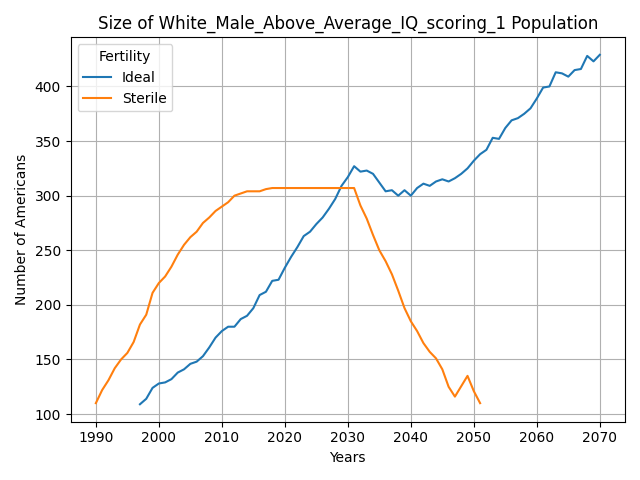 Size of White_Male_Above_Average_IQ_scoring_1 Population
Fertility
Ideal
Sterile
Number of Americans
400
350
300
250
200
150
100
1990 2000 2010 2020 2030 2040 2050 2060 2070
Years